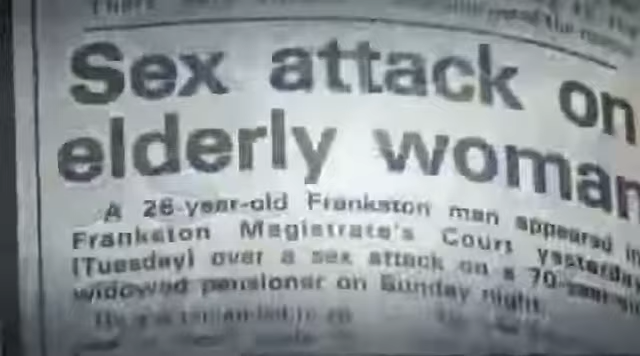 Sex attack on
elderly woman
A 26-year-old Frankston man appeared in
Frankston Magistrate's Court yesterday
(Tuesday) over a sex attack on a 70-year-old
widowed pensioner on Sunday night.